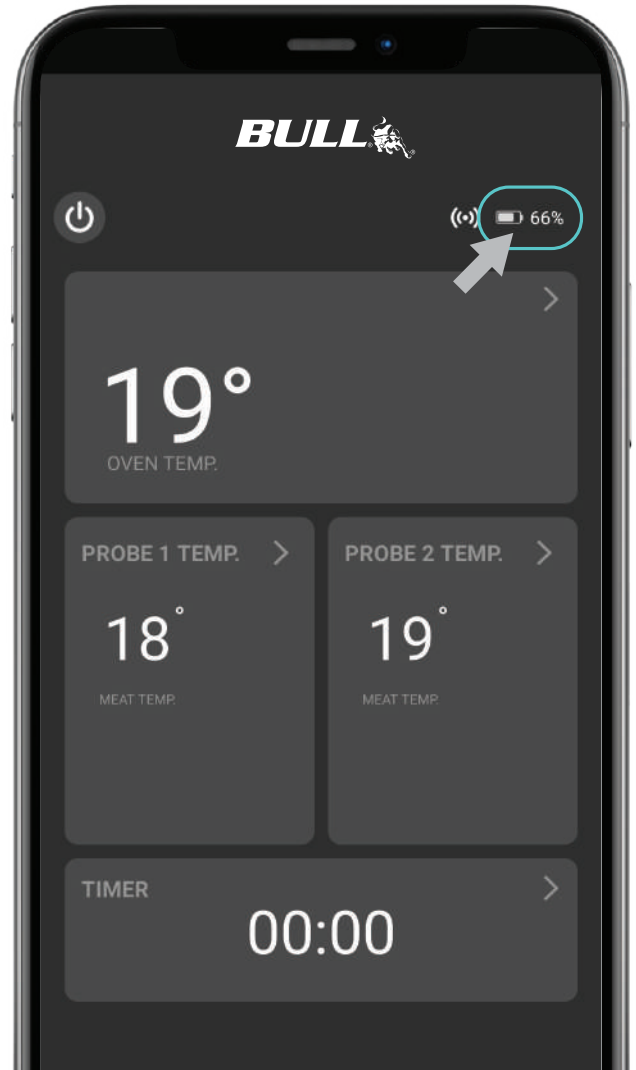 BULL
66%
19°
OVEN TEMP.
PROBE 1 TEMP.
PROBE 2 TEMP.
18°
19°
MEAT TEMP.
MEAT TEMP.
TIMER
00:00